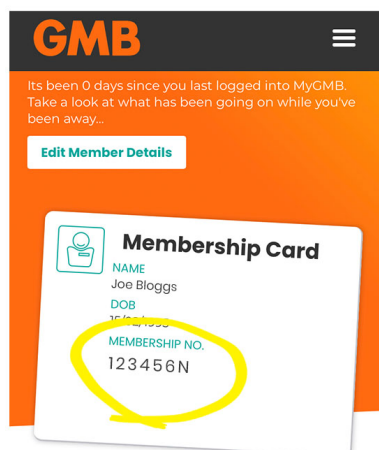 GMB
Its been 0 days since you last logged into MyGMB.
Take a look at what has been going on while you've
been away...
Edit Member Details
Membership Card
NAME
Joe Bloggs
DOB
MEMBERSHIP NO.
123456N